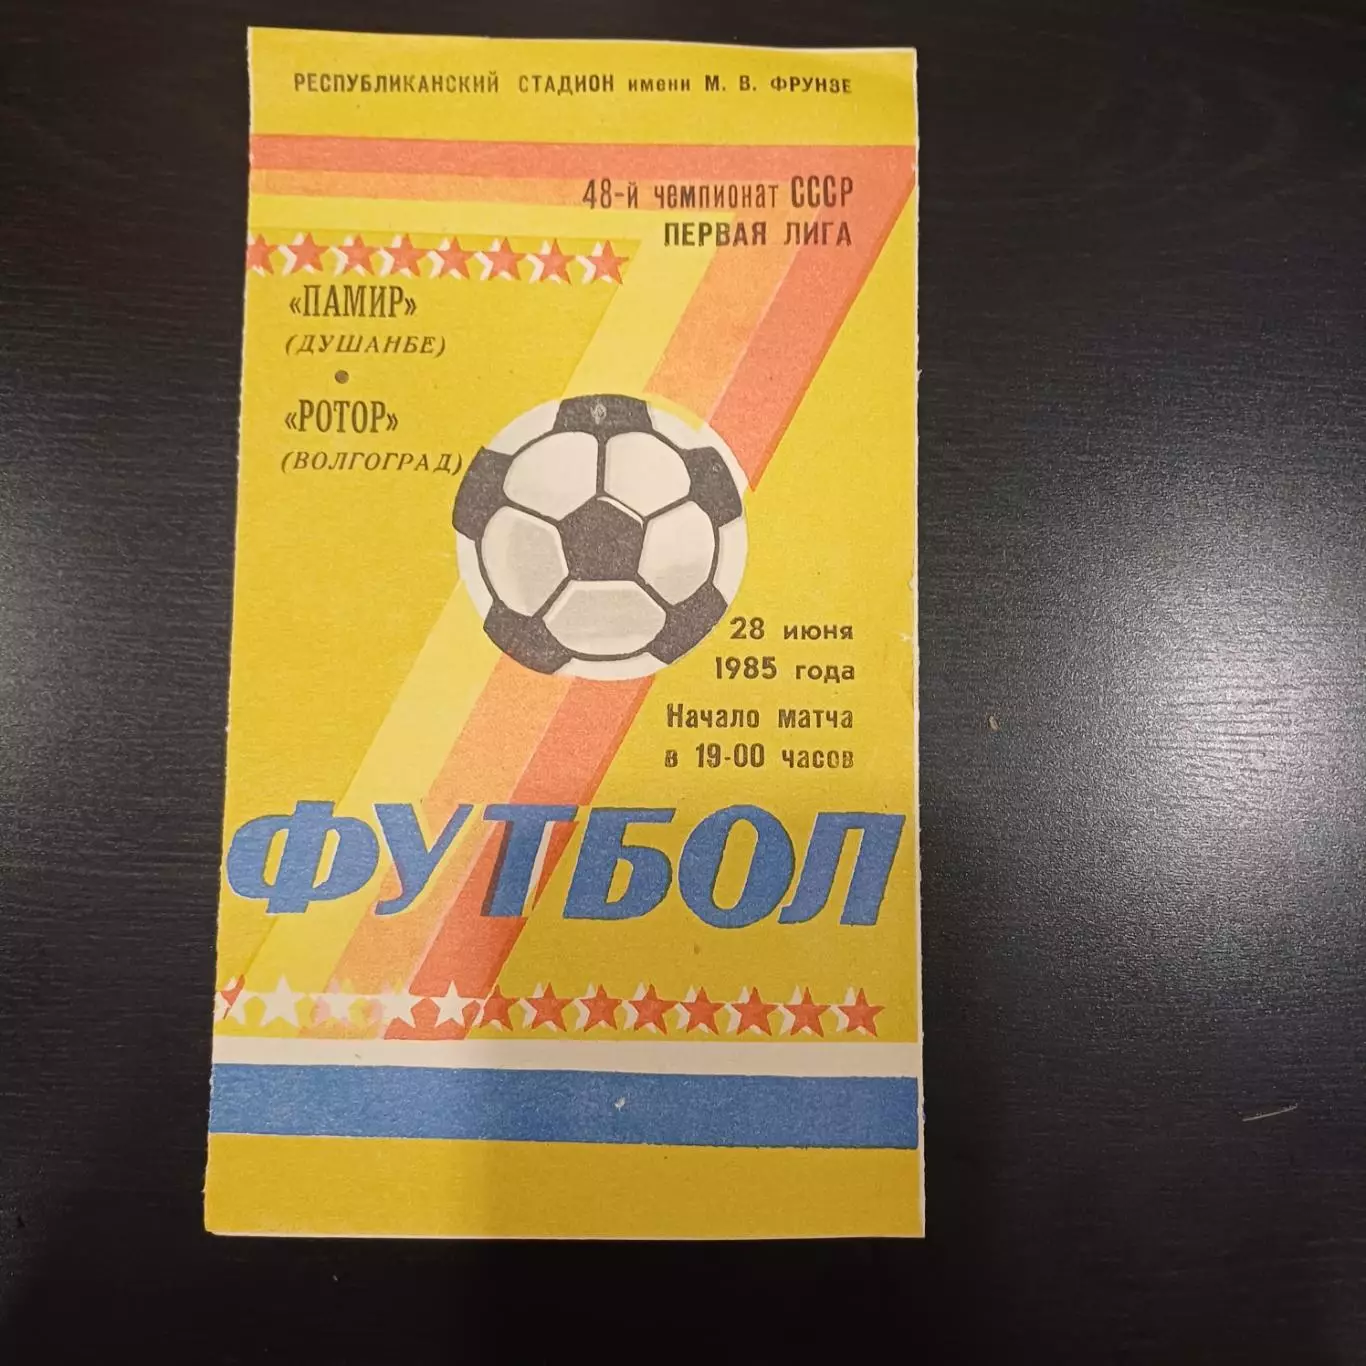 РЕСПУБЛИКАНСКИЙ СТАДИОН имени М. В. ФРУНЗЕ
48-й чемпионат СССР
ПЕРВАЯ ЛИГА
«ПАМИР»
(ДУШАНБЕ)
•
«РОТОР»
(ВОЛГОГРАД)
28 июня
1985 года
Начало матча
в 19-00 часов
ФУТБОЛ